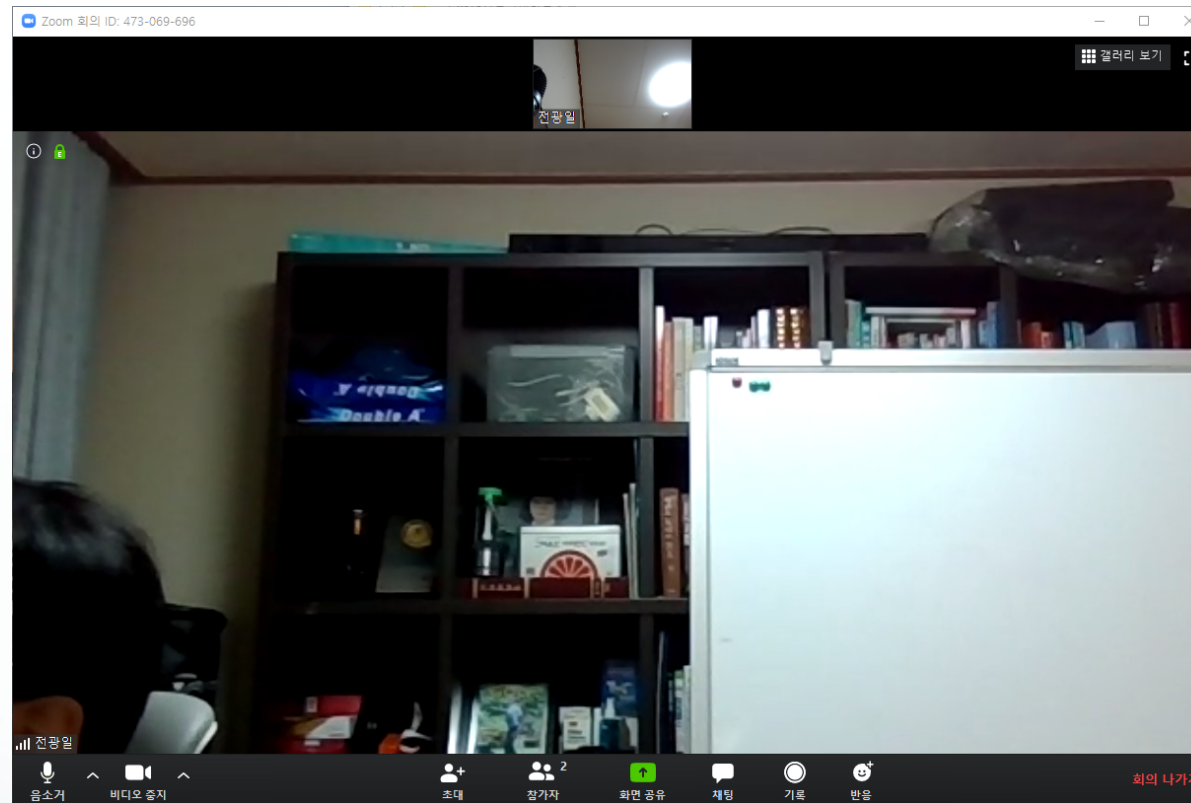 Zoom 회의 ID: 473-069-696
갤러리 보기
전광일
Double A
Double A
전광일
음소거
비디오 중지
초대
참가자
2
화면 공유
채팅
기록
반응
회의 나가